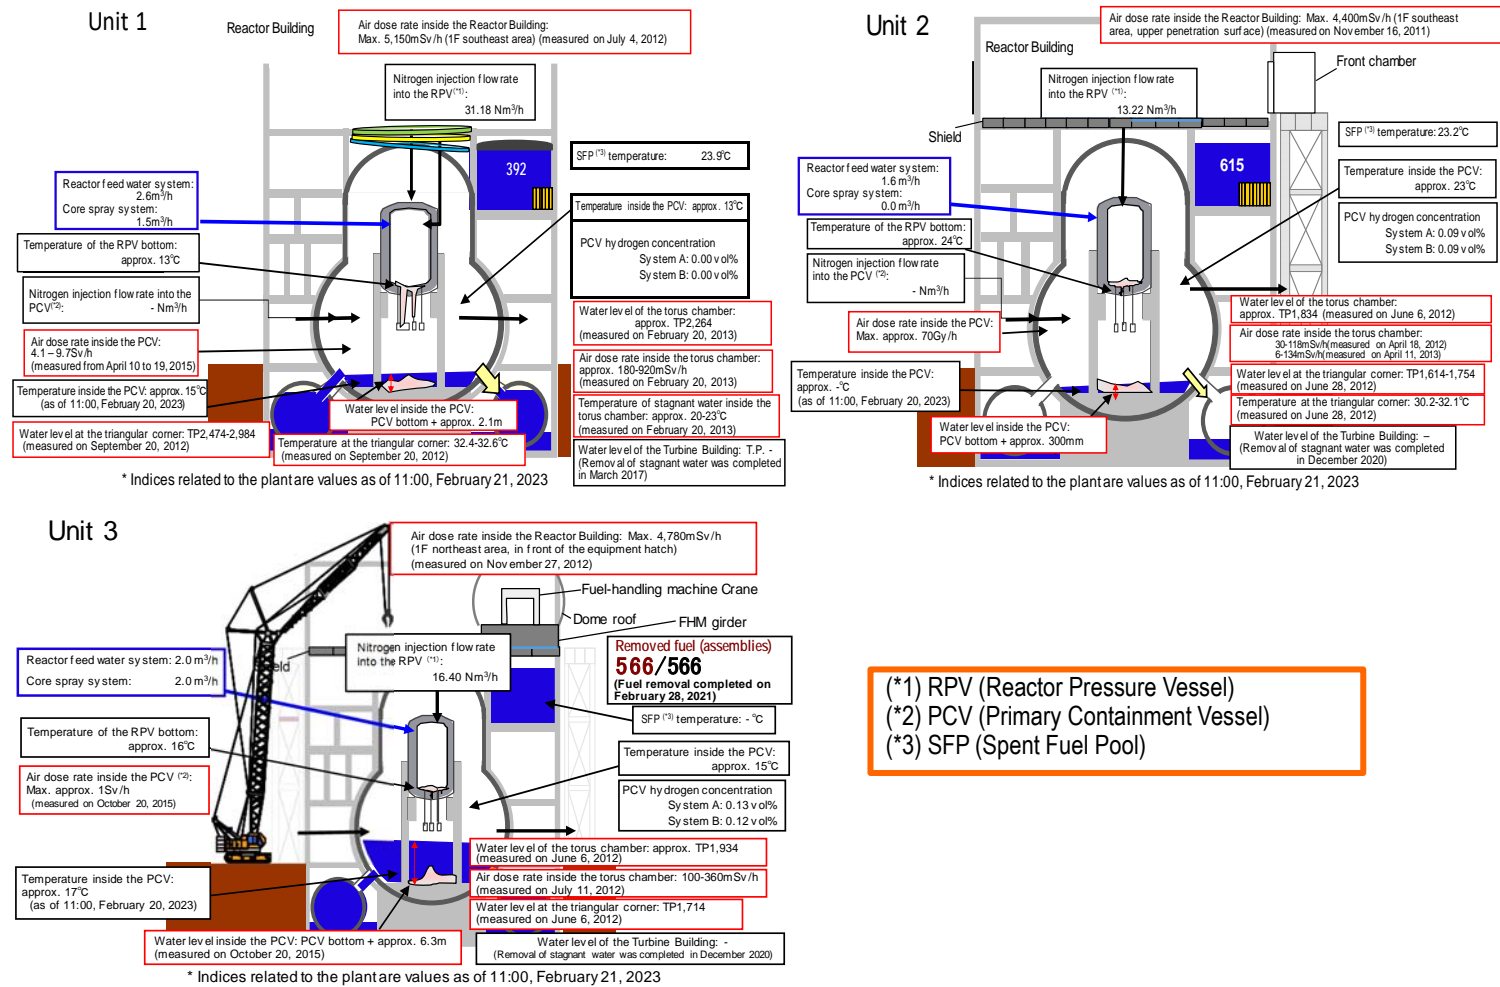 Unit 1
Reactor Building
Air dose rate inside the Reactor Building:
Max. 5,150mSv/h (1F southeast area) (measured on July 4, 2012)
Nitrogen injection flow rate
into the RPV(*1):
31.18 Nm3/h
392
SFP (*3) temperature: 23.9°C
Reactor feed water system:
2.6m3/h
Core spray system:
1.5m3/h
Temperature inside the PCV: approx. 13°C
PCV hydrogen concentration
System A: 0.00 vol%
System B: 0.00 vol%
Temperature of the RPV bottom:
approx. 13°C
Nitrogen injection flow rate into the
PCV(*2): - Nm3/h
Air dose rate inside the PCV:
4.1 – 9.7Sv/h
(measured from April 10 to 19, 2015)
Temperature inside the PCV: approx. 15°C
(as of 11:00, February 20, 2023)
Water level at the triangular corner: TP2,474-2,984
(measured on September 20, 2012)
Water level inside the PCV:
PCV bottom + approx. 2.1m
Temperature at the triangular corner: 32.4-32.6°C
(measured on September 20, 2012)
Water level of the torus chamber:
approx. TP2,264
(measured on February 20, 2013)
Air dose rate inside the torus chamber:
approx. 180-920mSv/h
(measured on February 20, 2013)
Temperature of stagnant water inside the
torus chamber: approx. 20-23°C
(measured on February 20, 2013)
Water level of the Turbine Building: T.P. -
(Removal of stagnant water was completed
in March 2017)
* Indices related to the plant are values as of 11:00, February 21, 2023
Unit 2
Reactor Building
Air dose rate inside the Reactor Building: Max. 4,400mSv/h (1F southeast
area, upper penetration surface) (measured on November 16, 2011)
Front chamber
Nitrogen injection flow rate
into the RPV (*1):
13.22 Nm3/h
Shield
615
SFP (*3) temperature: 23.2°C
Reactor feed water system:
1.6 m3/h
Core spray system:
0.0 m3/h
Temperature inside the PCV:
approx. 23°C
PCV hydrogen concentration
System A: 0.09 vol%
System B: 0.09 vol%
Temperature of the RPV bottom:
approx. 24°C
Nitrogen injection flow rate
into the PCV (*2):
- Nm3/h
Air dose rate inside the PCV:
Max. approx. 70Gy/h
Temperature inside the PCV:
approx. -°C
(as of 11:00, February 20, 2023)
Water level inside the PCV:
PCV bottom + approx. 300mm
Water level of the torus chamber:
approx. TP1,834 (measured on June 6, 2012)
Air dose rate inside the torus chamber:
30-118mSv/h(measured on April 18, 2012)
6-134mSv/h(measured on April 11, 2013)
Water level at the triangular corner: TP1,614-1,754
(measured on June 28, 2012)
Temperature at the triangular corner: 30.2-32.1°C
(measured on June 28, 2012)
Water level of the Turbine Building: –
(Removal of stagnant water was completed
in December 2020)
* Indices related to the plant are values as of 11:00, February 21, 2023
Unit 3
Air dose rate inside the Reactor Building: Max. 4,780mSv/h
(1F northeast area, in front of the equipment hatch)
(measured on November 27, 2012)
Fuel-handling machine Crane
Dome roof
FHM girder
Nitrogen injection flow rate
into the RPV (*1):
16.40 Nm3/h
Removed fuel (assemblies)
566/566
(Fuel removal completed on
February 28, 2021)
Reactor feed water system: 2.0 m3/h
Core spray system: 2.0 m3/h
eld
SFP (*3) temperature: - °C
Temperature of the RPV bottom:
approx. 16°C
Temperature inside the PCV:
approx. 15°C
Air dose rate inside the PCV (*2):
Max. approx. 1Sv/h
(measured on October 20, 2015)
PCV hydrogen concentration
System A: 0.13 vol%
System B: 0.12 vol%
Water level of the torus chamber: approx. TP1,934
(measured on June 6, 2012)
Air dose rate inside the torus chamber: 100-360mSv/h
(measured on July 11, 2012)
Water level at the triangular corner: TP1,714
(measured on June 6, 2012)
Temperature inside the PCV:
approx. 17°C
(as of 11:00, February 20, 2023)
Water level inside the PCV: PCV bottom + approx. 6.3m
(measured on October 20, 2015)
Water level of the Turbine Building: -
(Removal of stagnant water was completed in December 2020)
* Indices related to the plant are values as of 11:00, February 21, 2023
(*1) RPV (Reactor Pressure Vessel)
(*2) PCV (Primary Containment Vessel)
(*3) SFP (Spent Fuel Pool)